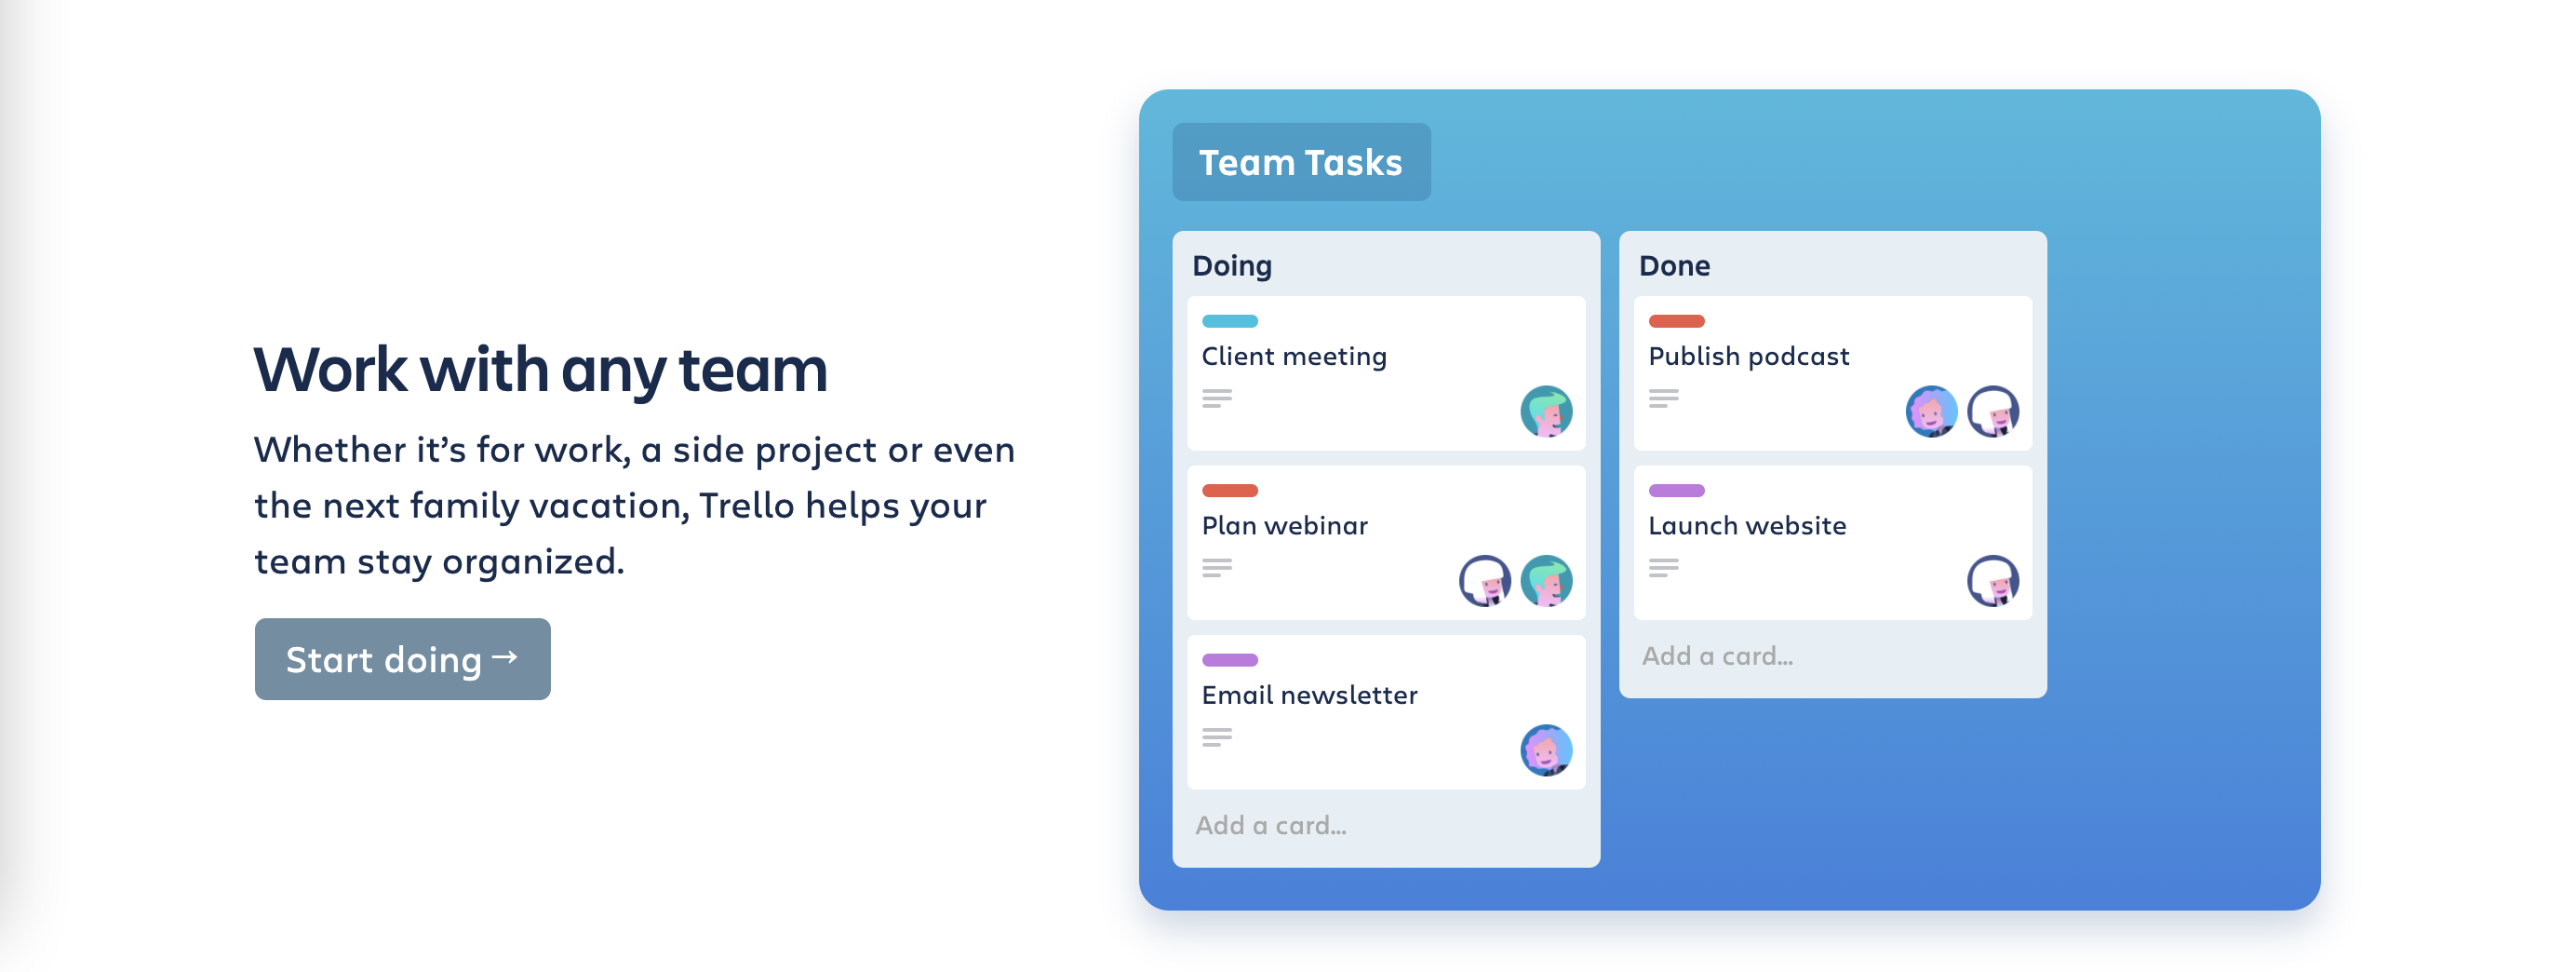 Work with any team
Whether it’s for work, a side project or even
the next family vacation, Trello helps your
team stay organized.
Start doing →
Team Tasks
Doing
Client meeting
Plan webinar
Email newsletter
Add a card...
Done
Publish podcast
Launch website
Add a card...